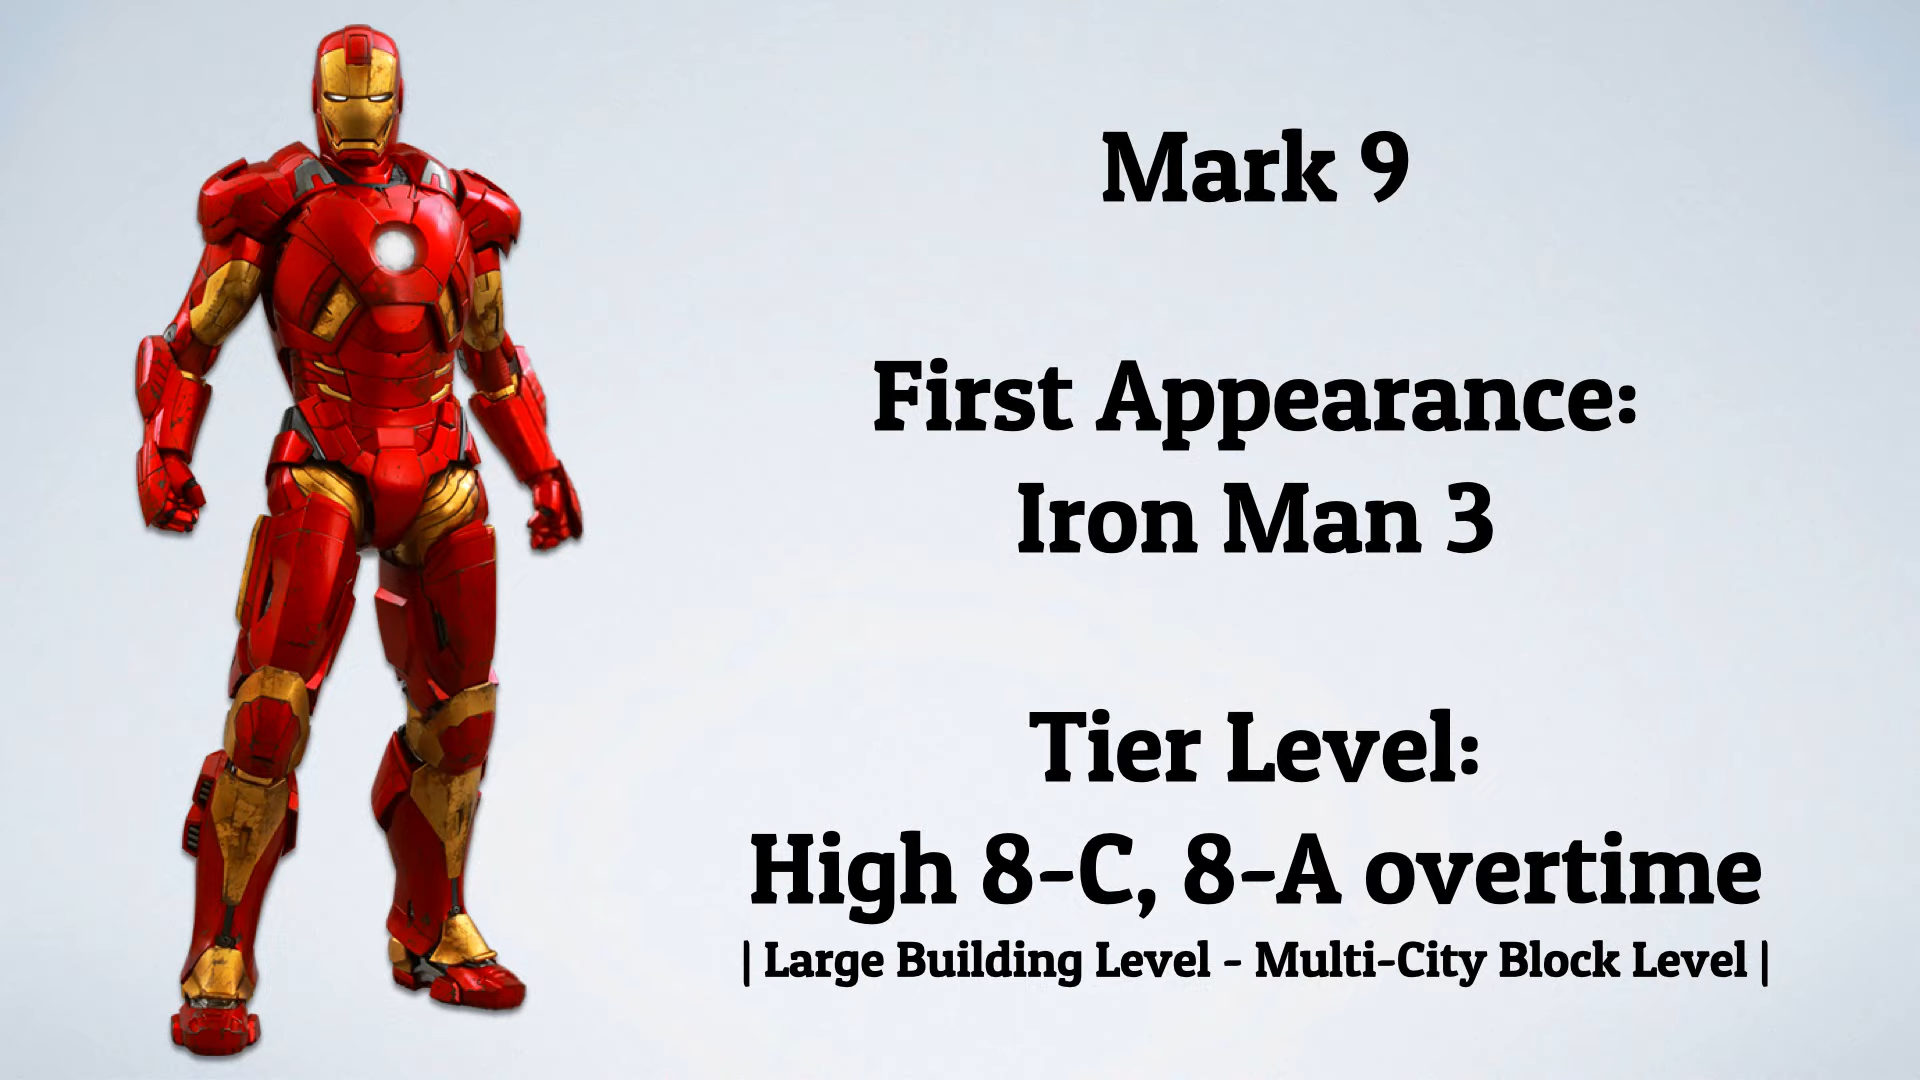 Mark 9
First Appearance:
Iron Man 3
Tier Level:
High 8-C, 8-A overtime
| Large Building Level - Multi-City Block Level |